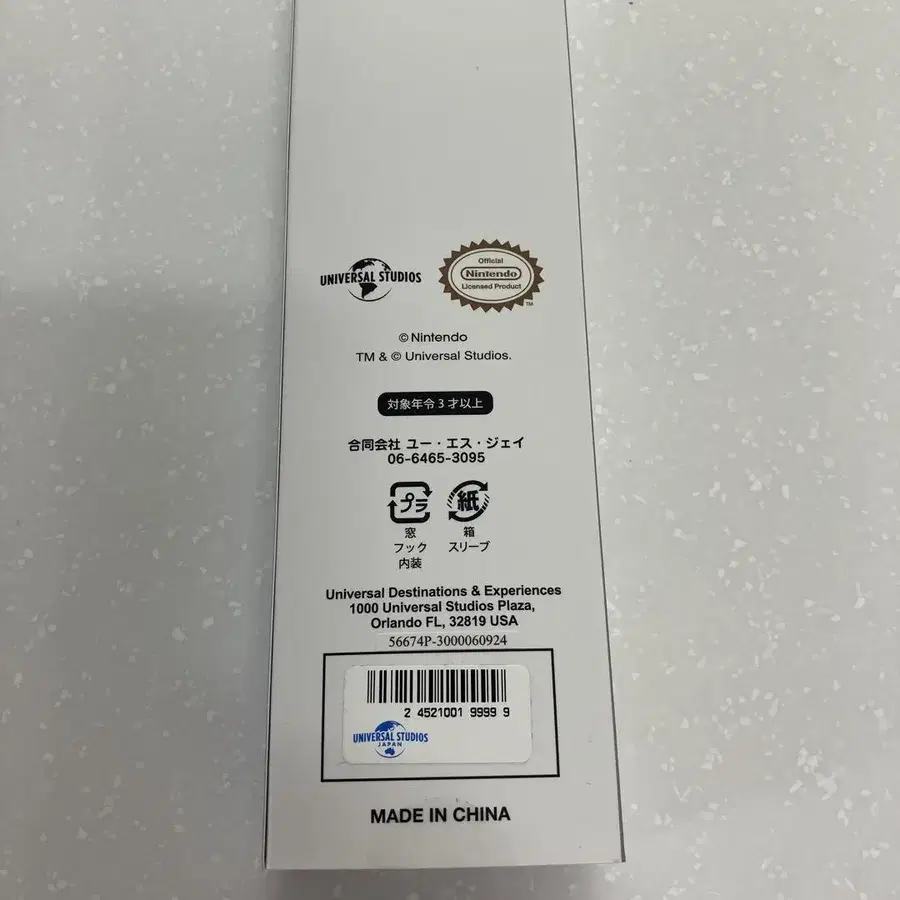 UNIVERSAL STUDIOS
Official
Nintendo
Licensed Product
TM
© Nintendo
TM & © Universal Studios.
対象年令3才以上
合同会社 ユー・エス・ジェイ
06-6465-3095
プラ 紙
窓 箱
フック スリーブ
内装
Universal Destinations & Experiences
1000 Universal Studios Plaza,
Orlando FL, 32819 USA
56674P-3000060924
2 4521001 9999 9
UNIVERSAL STUDIOS
JAPAN
MADE IN CHINA